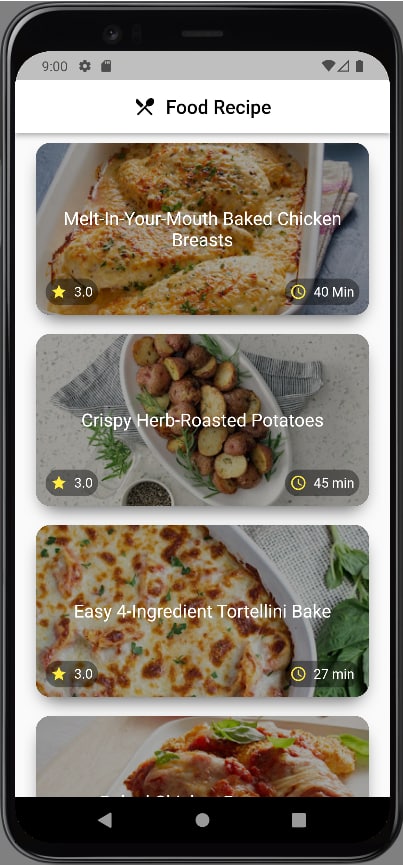 9:00
Food Recipe
Melt-In-Your-Mouth Baked Chicken
Breasts
3.0
40 Min
Crispy Herb-Roasted Potatoes
3.0
45 min
Easy 4-Ingredient Tortellini Bake
3.0
27 min